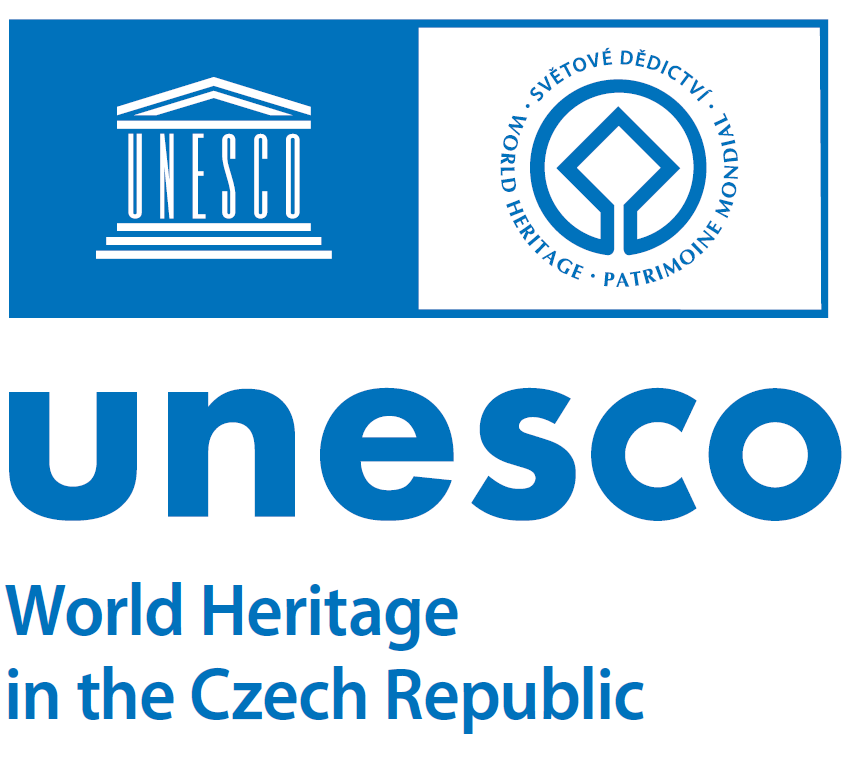 UNESCO
· SVĚTOVÉ DĚDICTVÍ · PATRIMOINE MONDIAL · WORLD HERITAGE
unesco
World Heritage
in the Czech Republic